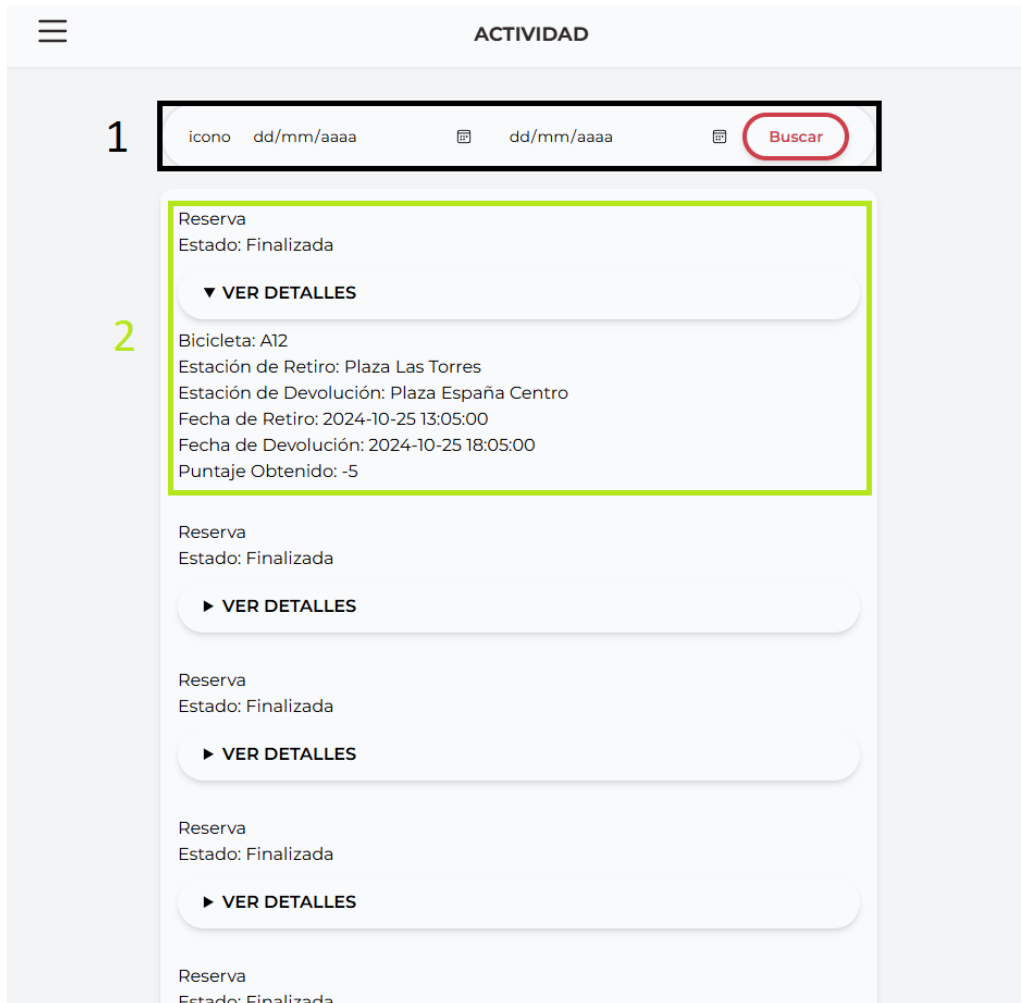 ACTIVIDAD
1
icono dd/mm/aaaa dd/mm/aaaa Buscar
Reserva
Estado: Finalizada
VER DETALLES
2
Bicicleta: A12
Estación de Retiro: Plaza Las Torres
Estación de Devolución: Plaza España Centro
Fecha de Retiro: 2024-10-25 13:05:00
Fecha de Devolución: 2024-10-25 18:05:00
Puntaje Obtenido: -5
Reserva
Estado: Finalizada
VER DETALLES
Reserva
Estado: Finalizada
VER DETALLES
Reserva
Estado: Finalizada
VER DETALLES
Reserva
Estado: Finalizada